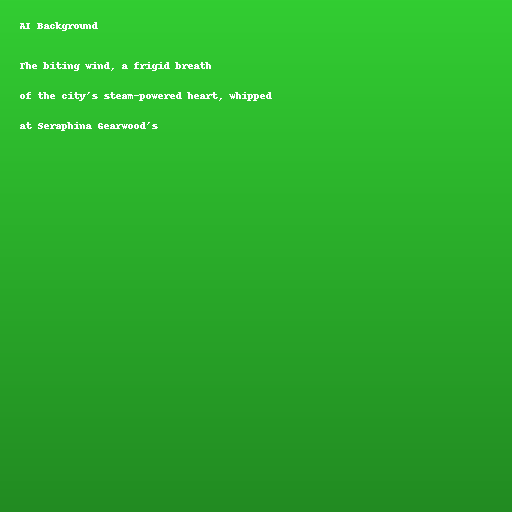 AI Background
The biting wind, a frigid breath
of the city's steam-powered heart, whipped
at Seraphina Gearwood's